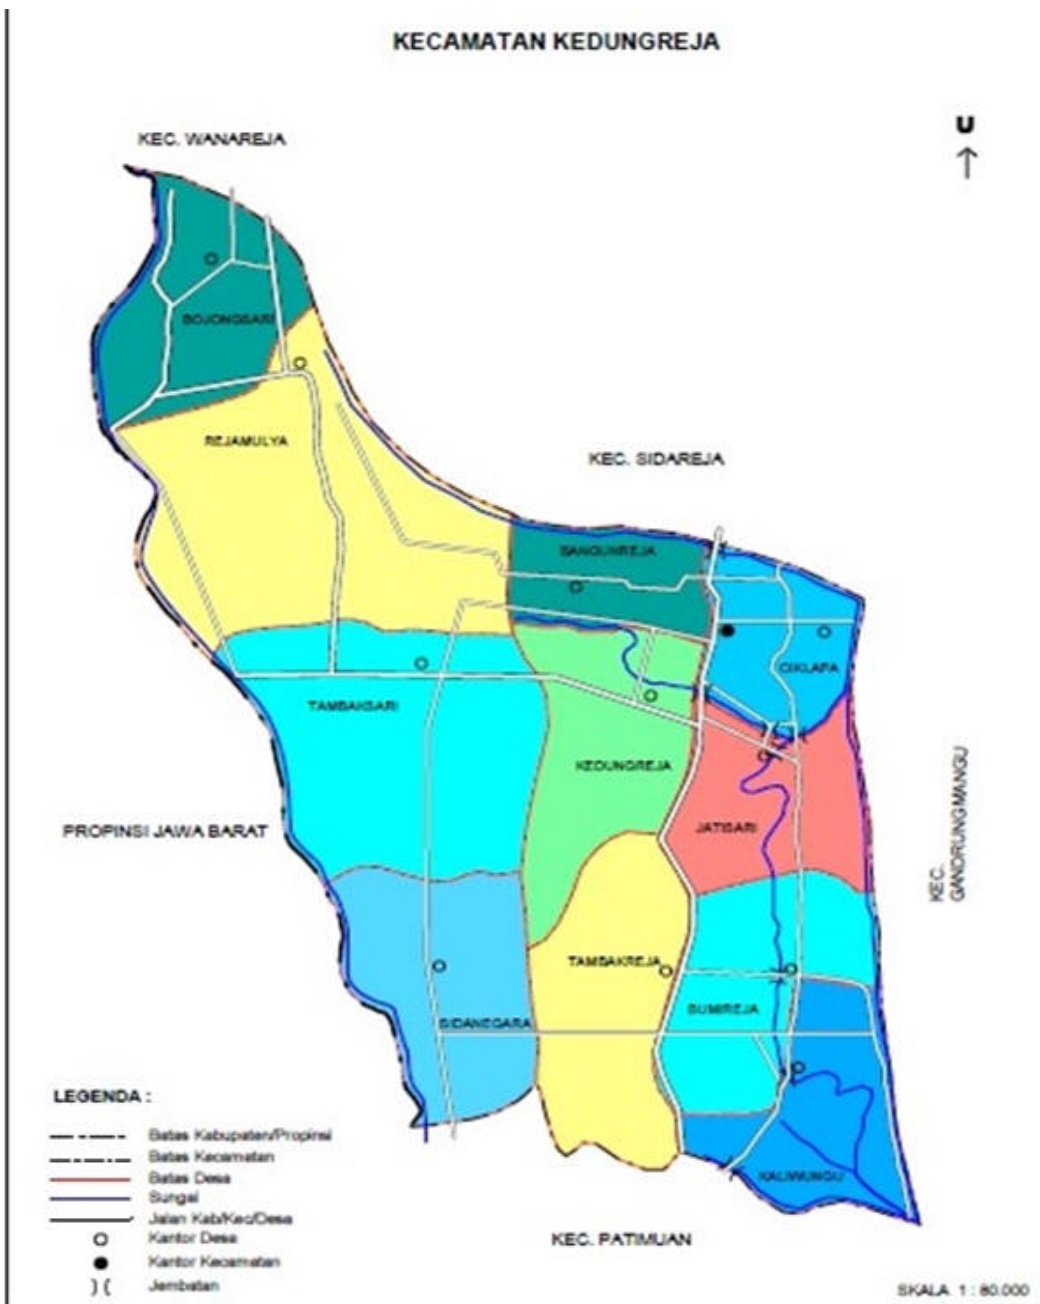 KECAMATAN KEDUNGREJA
U
KEC. WANAREJA
BOJONGSARI
REJAMULYA
KEC. SIDAREJA
BANGUNREJA
CIKLAPA
TAMBAKSARI
KEDUNGREJA
JATISARI
PROPINSI JAWA BARAT
KEC.
GANDRUNGMANGU
TAMBAKREJA
BUMIREJA
SIDANEGARA
KALIWUNGU
KEC. PATIMUAN
LEGENDA :
Batas Kabupaten/Propinsi
Batas Kecamatan
Batas Desa
Sungai
Jalan Kab/Kec/Desa
Kantor Desa
Kantor Kecamatan
Jembatan
SKALA 1 : 80.000